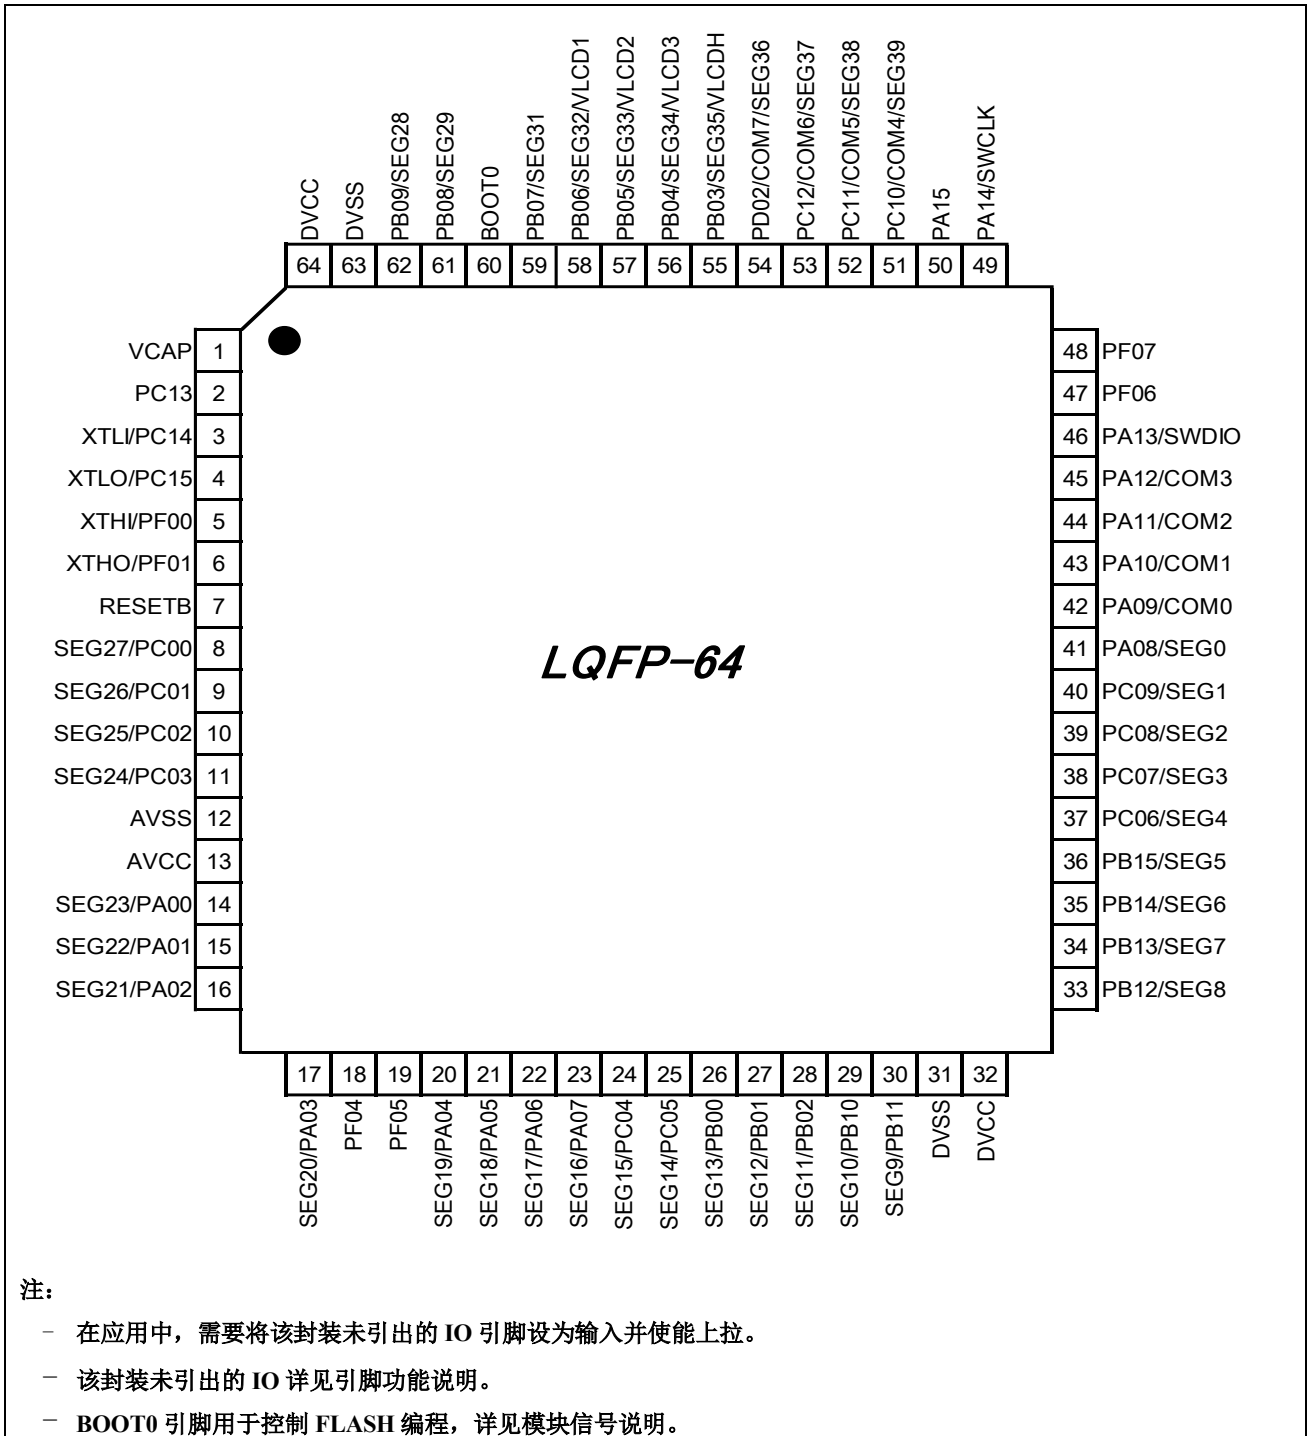 DVCC
DVSS
PB09/SEG28
PB08/SEG29
BOOT0
PB07/SEG31
PB06/SEG32/VLCD1
PB05/SEG33/VLCD2
PB04/SEG34/VLCD3
PB03/SEG35/VLCDH
PD02/COM7/SEG36
PC12/COM6/SEG37
PC11/COM5/SEG38
PC10/COM4/SEG39
PA15
PA14/SWCLK
64 63 62 61 60 59 58 57 56 55 54 53 52 51 50 49
VCAP 1
PC13 2
XTLI/PC14 3
XTLO/PC15 4
XTHI/PF00 5
XTHO/PF01 6
RESETB 7
SEG27/PC00 8
SEG26/PC01 9
SEG25/PC02 10
SEG24/PC03 11
AVSS 12
AVCC 13
SEG23/PA00 14
SEG22/PA01 15
SEG21/PA02 16
LQFP-64
48 PF07
47 PF06
46 PA13/SWDIO
45 PA12/COM3
44 PA11/COM2
43 PA10/COM1
42 PA09/COM0
41 PA08/SEG0
40 PC09/SEG1
39 PC08/SEG2
38 PC07/SEG3
37 PC06/SEG4
36 PB15/SEG5
35 PB14/SEG6
34 PB13/SEG7
33 PB12/SEG8
17 18 19 20 21 22 23 24 25 26 27 28 29 30 31 32
SEG20/PA03
PF04
PF05
SEG19/PA04
SEG18/PA05
SEG17/PA06
SEG16/PA07
SEG15/PC04
SEG14/PC05
SEG13/PB00
SEG12/PB01
SEG11/PB02
SEG10/PB10
SEG9/PB11
DVSS
DVCC
注：
– 在应用中，需要将该封装未引出的 IO 引脚设为输入并使能上拉。
– 该封装未引出的 IO 详见引脚功能说明。
– BOOT0 引脚用于控制 FLASH 编程，详见模块信号说明。